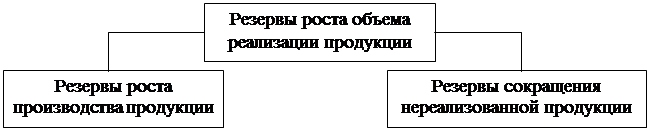 Резервы роста объема
реализации продукции
Резервы роста
производства продукции
Резервы сокращения
нереализованной продукции